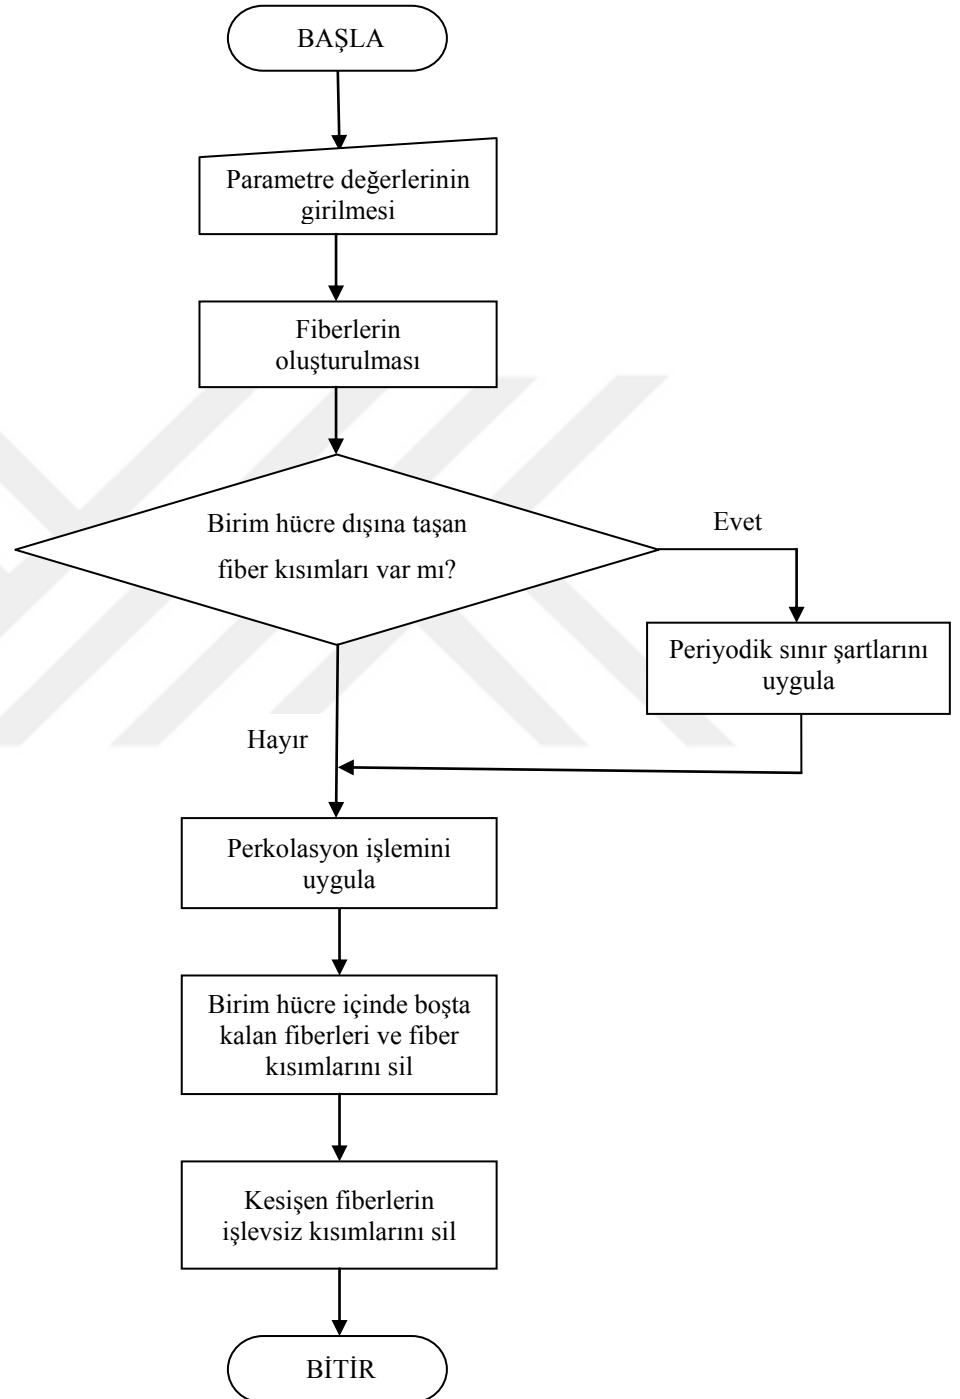 BAŞLA
Parametre değerlerinin
girilmesi
Fiberlerin
oluşturulması
Birim hücre dışına taşan
fiber kısımları var mı?
Evet
Periyodik sınır şartlarını
uygula
Hayır
Perkolasyon işlemini
uygula
Birim hücre içinde boşta
kalan fiberleri ve fiber
kısımlarını sil
Kesişen fiberlerin
işlevsiz kısımlarını sil
BİTİR